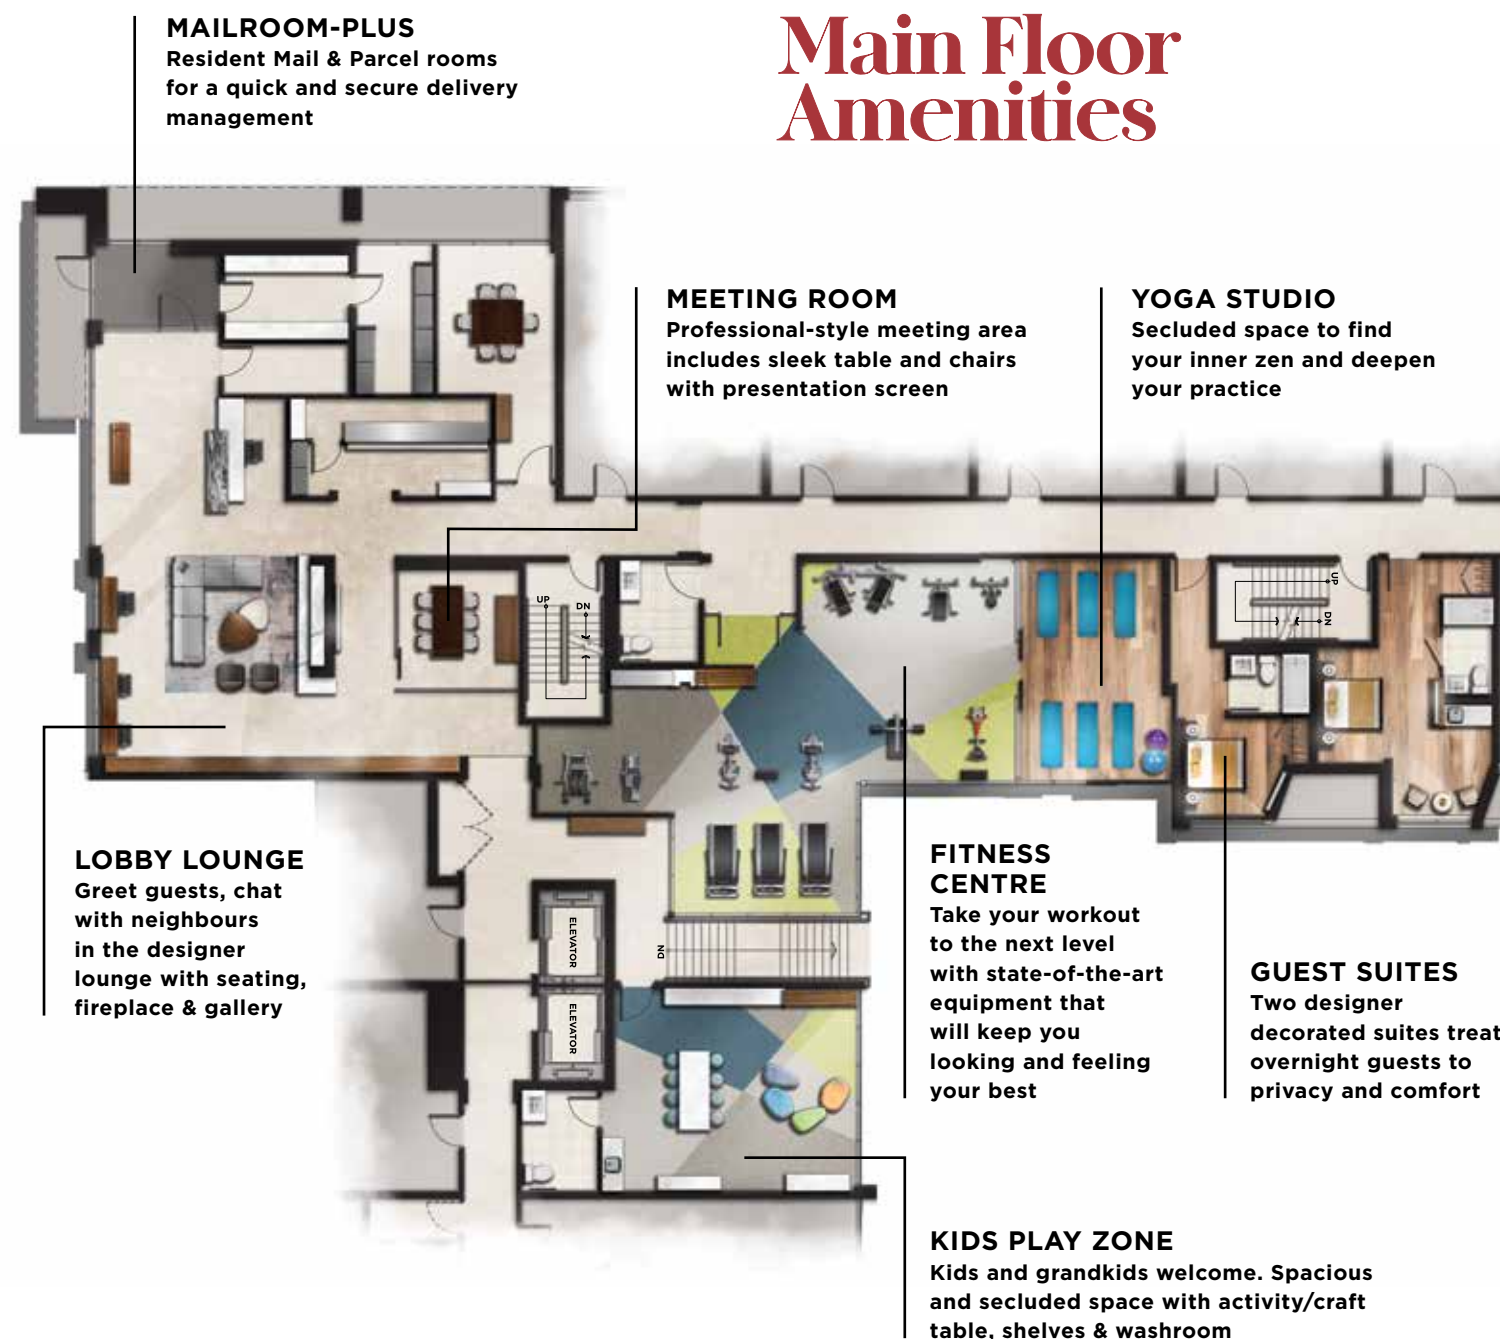 Main Floor
Amenities
MAILROOM-PLUS
Resident Mail & Parcel rooms
for a quick and secure delivery
management
MEETING ROOM
Professional-style meeting area
includes sleek table and chairs
with presentation screen
YOGA STUDIO
Secluded space to find
your inner zen and deepen
your practice
UP
DN
UP
DN
LOBBY LOUNGE
Greet guests, chat
with neighbours
in the designer
lounge with seating,
fireplace & gallery
ELEVATOR
ELEVATOR
DN
FITNESS
CENTRE
Take your workout
to the next level
with state-of-the-art
equipment that
will keep you
looking and feeling
your best
GUEST SUITES
Two designer
decorated suites treat
overnight guests to
privacy and comfort
KIDS PLAY ZONE
Kids and grandkids welcome. Spacious
and secluded space with activity/craft
table, shelves & washroom